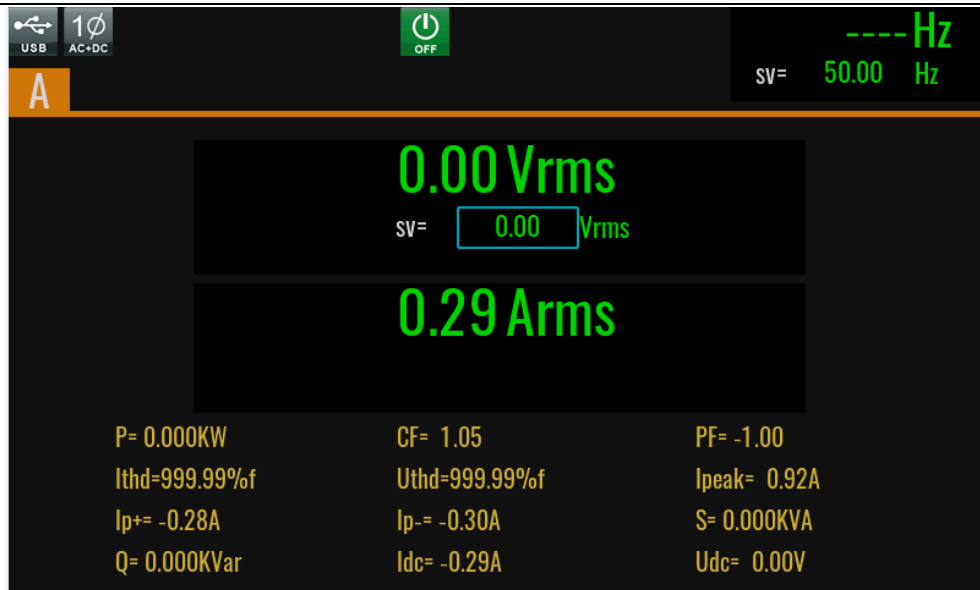 USB
1Ø
AC+DC
OFF
----Hz
SV= 50.00 Hz
A
0.00 Vrms
SV= 0.00 Vrms
0.29 Arms
P= 0.000KW CF= 1.05 PF= -1.00
Ithd=999.99%f Uthd=999.99%f Ipeak= 0.92A
Ip+= -0.28A Ip-= -0.30A S= 0.000KVA
Q= 0.000KVar Idc= -0.29A Udc= 0.00V